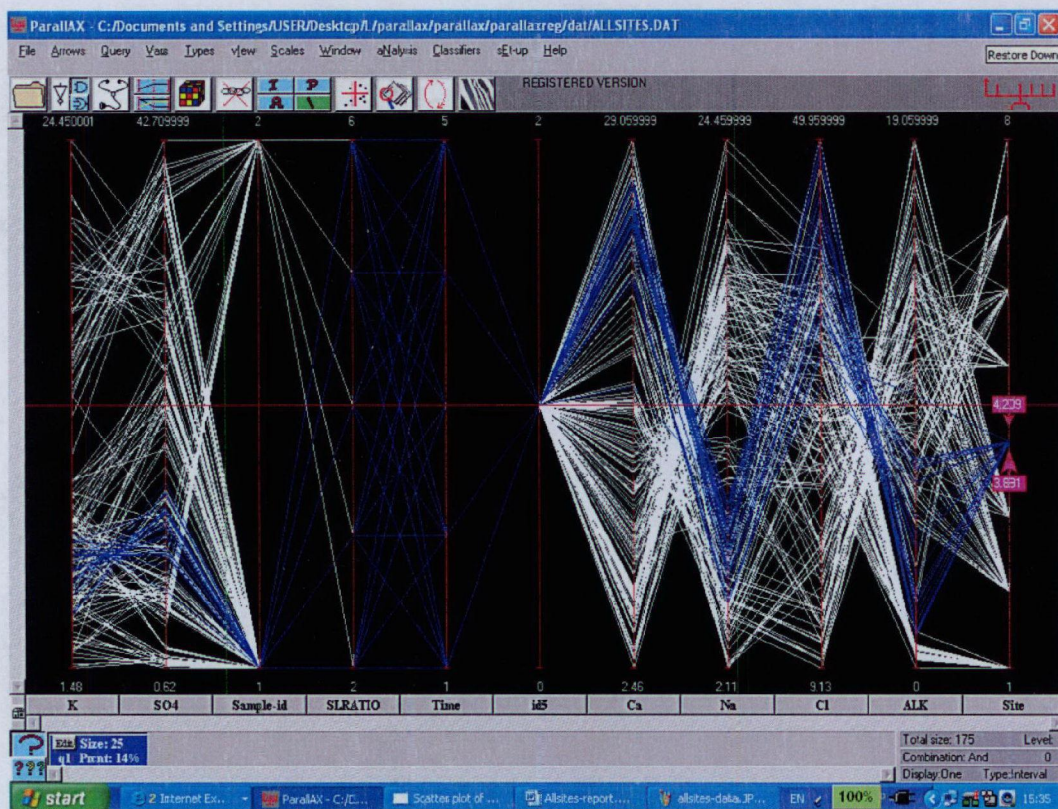 ParallAX - C:/Documents and Settings/USER/Desktop/L/parallax/parallax/parallaxreg/dat/ALLSITES.DAT
File Arrows Query Vars Types vIew Scales Window aNalysis Classifiers sEt-up Help
Restore Down
I P
A \
REGISTERED VERSION
24.450001 42.709999 2 6 5 2 29.059999 24.459999 49.959999 19.059999 8
4.209
3.831
1.48 0.62 1 2 1 0 2.46 2.11 9.13 0 1
K SO4 Sample-id SLRATIO Time id5 Ca Na Cl ALK Site
? Edit Size: 25
??? q1 Prcnt: 14%
Total size: 175 Level:
Combination: And 0
Display:One Type:Interval
start 2 Internet Ex... ParallAX - C:/D... Scatter plot of ... Allsites-report.... allsites-data.JP... EN 100% 15:35